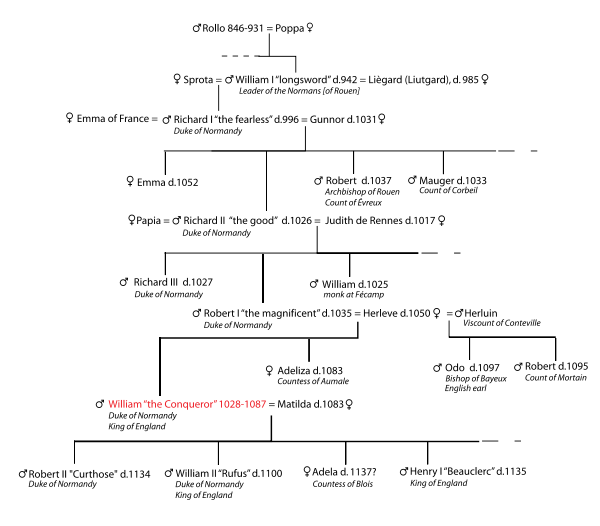 ♂ Rollo 846-931 = Poppa ♀
♀ Sprota = ♂ William I “longsword” d.942 = Liègard (Liutgard), d. 985 ♀
Leader of the Normans [of Rouen]
♀ Emma of France = ♂ Richard I “the fearless” d.996 = Gunnor d.1031 ♀
Duke of Normandy
♀ Emma d.1052 ♂ Robert d.1037 ♂ Mauger d.1033
Archbishop of Rouen Count of Corbeil
Count of Évreux
♀ Papia = ♂ Richard II “the good” d.1026 = Judith de Rennes d.1017 ♀
Duke of Normandy
♂ Richard III d.1027 ♂ William d.1025
Duke of Normandy monk at Fécamp
♂ Robert I “the magnificent” d.1035 = Herleve d.1050 ♀ = ♂ Herluin
Duke of Normandy Viscount of Conteville
♀ Adeliza d.1083 ♂ Odo d.1097 ♂ Robert d.1095
Countess of Aumale Bishop of Bayeux Count of Mortain
English earl
♂ William “the Conqueror” 1028-1087 = Matilda d.1083 ♀
Duke of Normandy
King of England
♂ Robert II "Curthose" d.1134 ♂ William II “Rufus” d.1100 ♀ Adela d. 1137? ♂ Henry I “Beauclerc” d.1135
Duke of Normandy Duke of Normandy Countess of Blois King of England
King of England